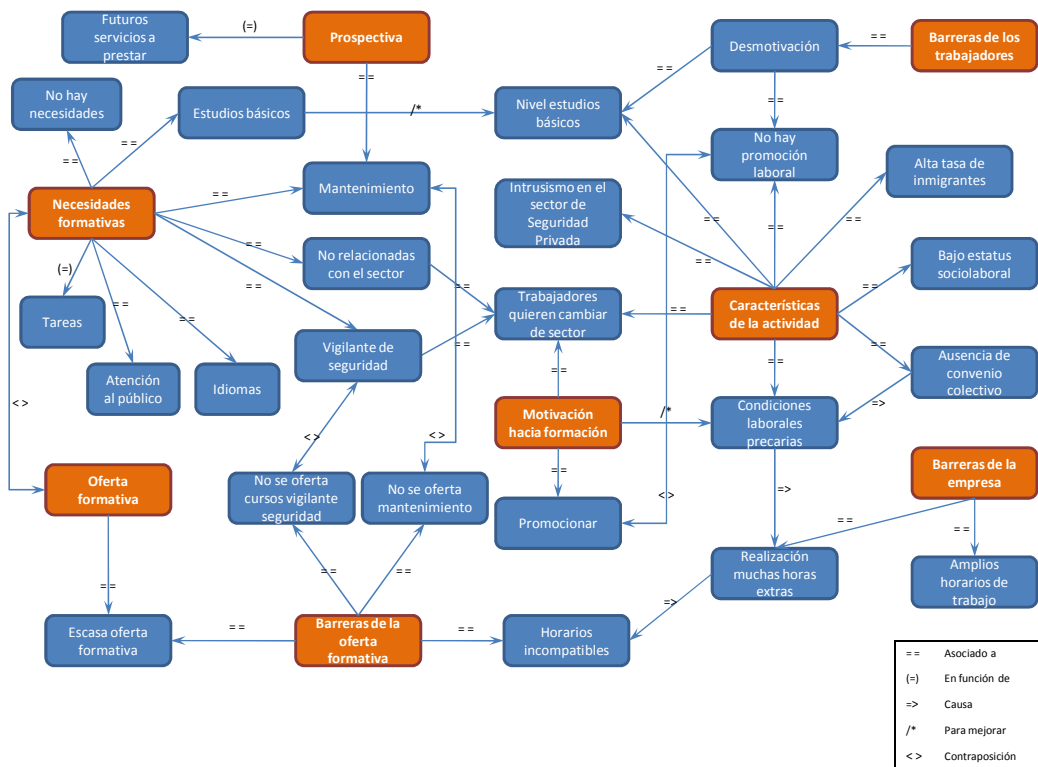 Futuros
servicios a
prestar
(=)
Prospectiva
Desmotivación
= =
Barreras de los
trabajadores
= =
= =
= =
No hay
necesidades
Estudios básicos
/*
Nivel estudios
básicos
= =
= =
No hay
promoción
laboral
Alta tasa de
inmigrantes
= =
= =
Mantenimiento
Intrusismo en el
sector de
Seguridad
Privada
= =
= =
= =
Necesidades
formativas
= =
No relacionadas
con el sector
= =
Bajo estatus
sociolaboral
(=)
= =
= =
= =
Tareas
= =
= =
Trabajadores
quieren cambiar
de sector
= =
Características
de la actividad
= =
Vigilante de
seguridad
= =
= =
= =
Ausencia de
convenio
colectivo
Atención
al público
Idiomas
= =
=>
< >
Motivación
hacia formación
/*
Condiciones
laborales
precarias
< >
< >
= =
Oferta
formativa
No se oferta
cursos vigilante
seguridad
No se oferta
mantenimiento
< >
=>
Barreras de la
empresa
Promocionar
= =
= =
= =
= =
= =
Realización
muchas horas
extras
Amplios
horarios de
trabajo
=>
Escasa oferta
formativa
= =
Barreras de la
oferta
formativa
= =
Horarios
incompatibles
= = Asociado a
(=) En función de
=> Causa
/* Para mejorar
< > Contraposición